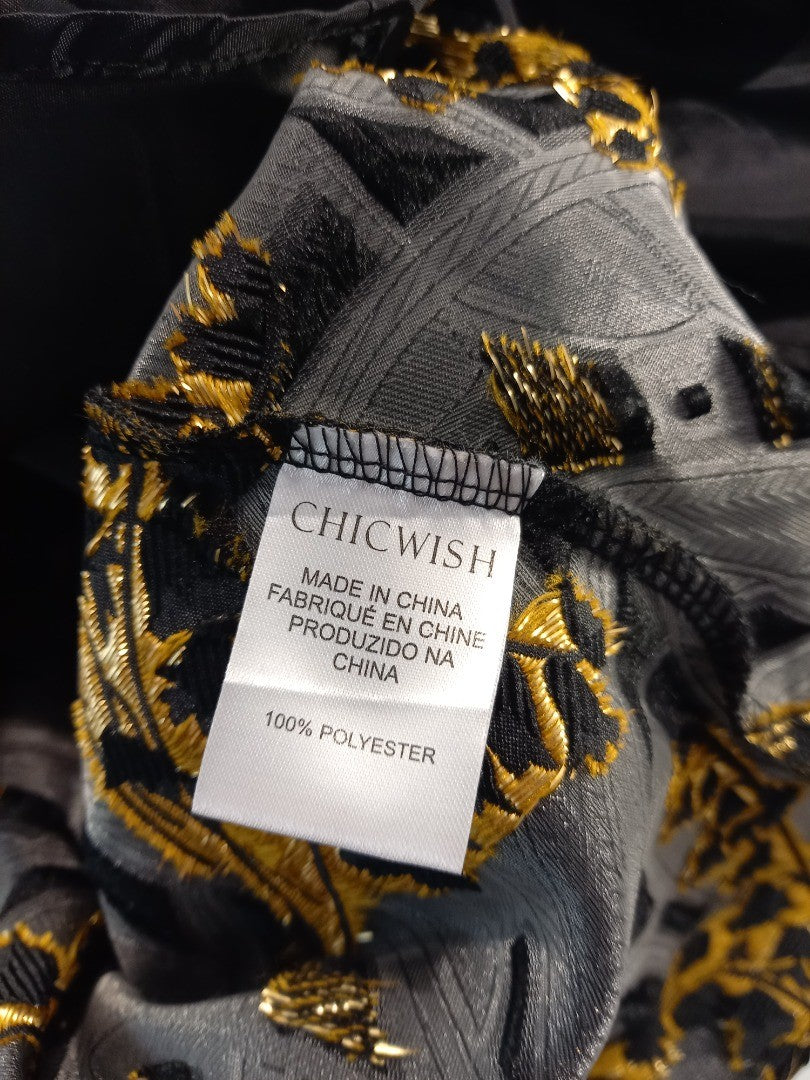 CHICWISH
MADE IN CHINA
FABRIQUÉ EN CHINE
PRODUZIDO NA
CHINA
100% POLYESTER